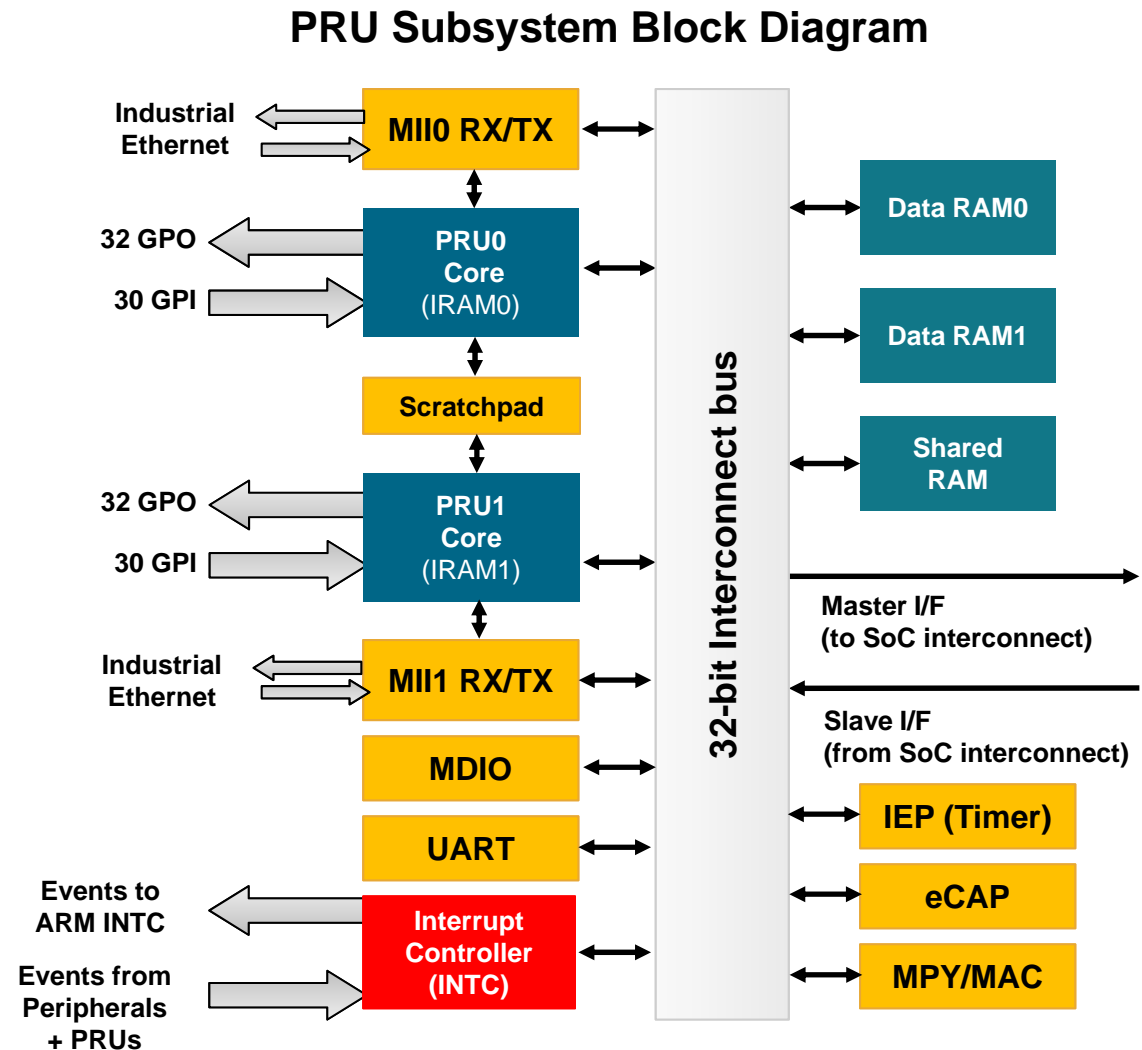 PRU Subsystem Block Diagram
Industrial
Ethernet
MII0 RX/TX
32 GPO
30 GPI
PRU0
Core
(IRAM0)
Scratchpad
32 GPO
30 GPI
PRU1
Core
(IRAM1)
Industrial
Ethernet
MII1 RX/TX
MDIO
UART
Events to
ARM INTC
Events from
Peripherals
+ PRUs
Interrupt
Controller
(INTC)
32-bit Interconnect bus
Data RAM0
Data RAM1
Shared
RAM
Master I/F
(to SoC interconnect)
Slave I/F
(from SoC interconnect)
IEP (Timer)
eCAP
MPY/MAC